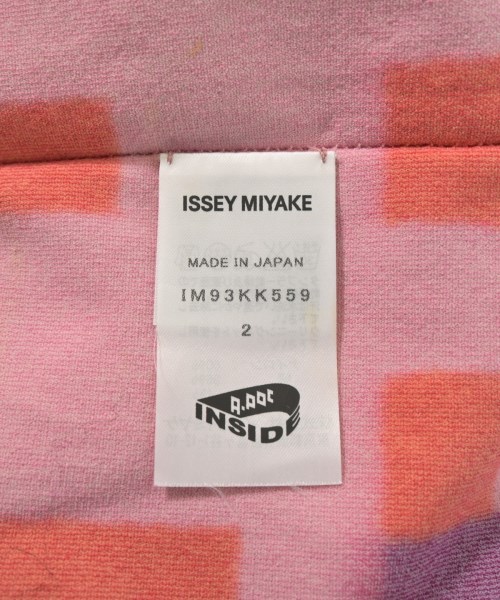 ISSEY MIYAKE
MADE IN JAPAN
IM93KK559
2
A-POC
INSIDE